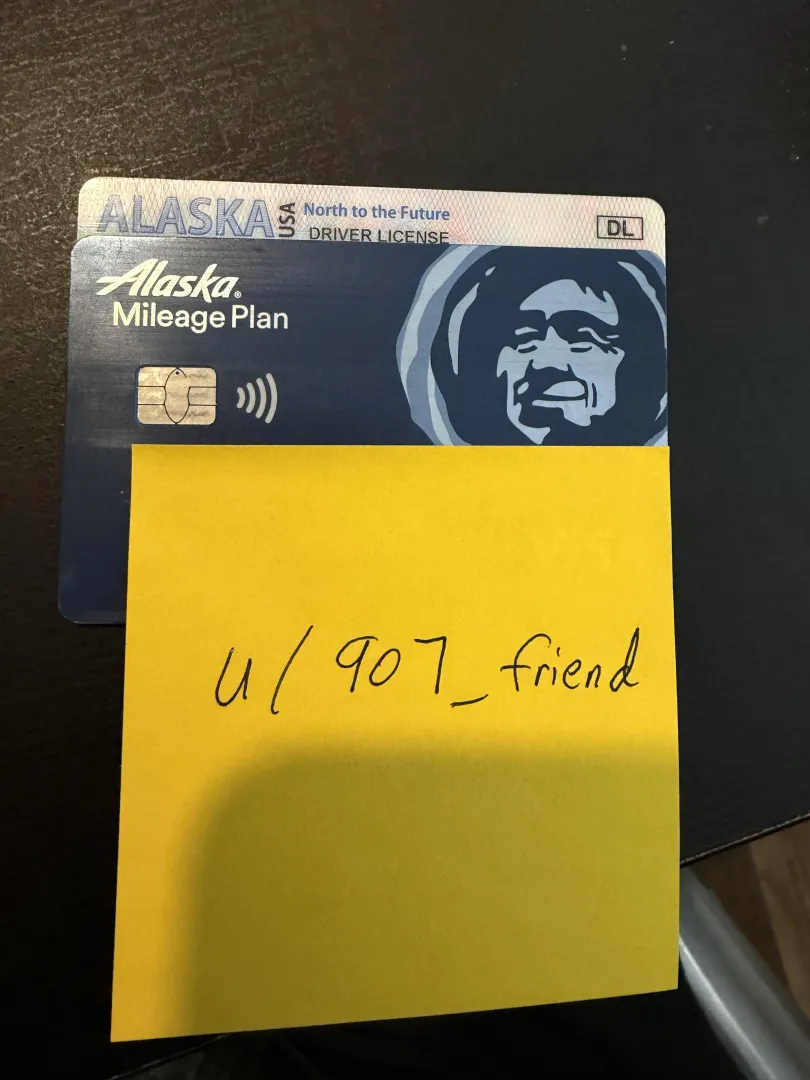 ALASKA USA North to the Future DL
DRIVER LICENSE
Alaska®
Mileage Plan
u/907_friend